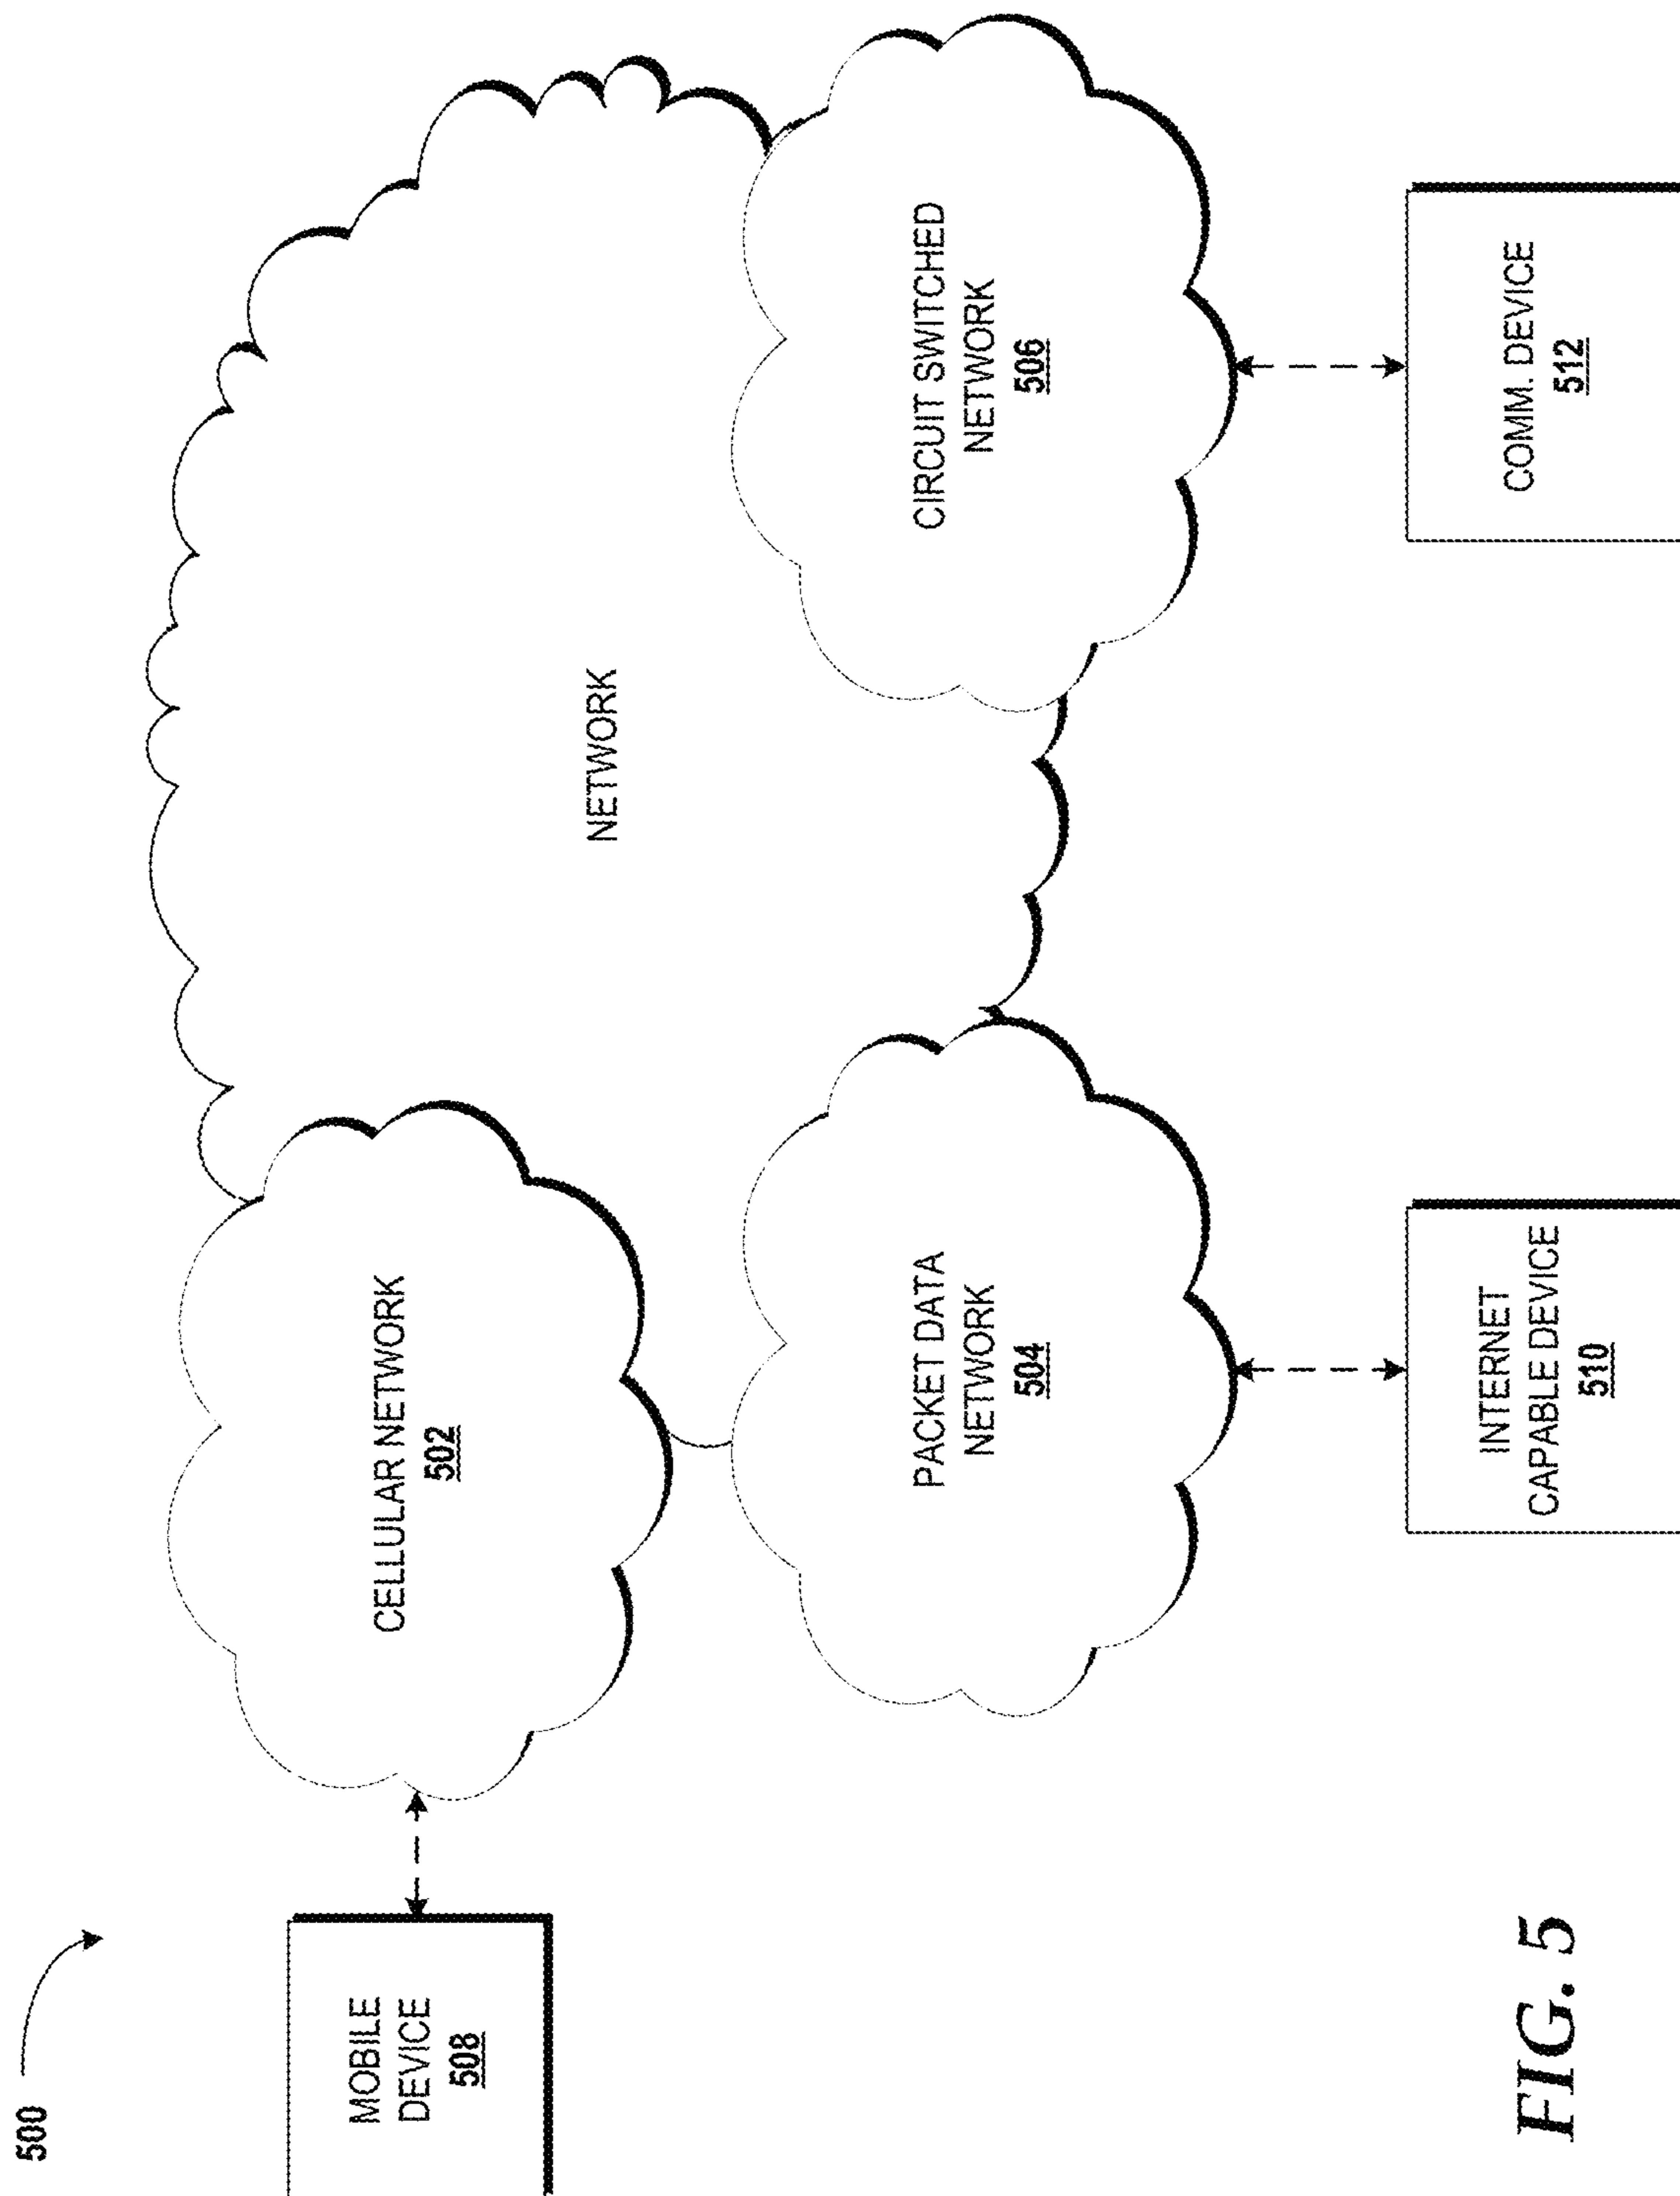 500
MOBILE
DEVICE
508
CELLULAR NETWORK
502
NETWORK
PACKET DATA
NETWORK
504
CIRCUIT SWITCHED
NETWORK
506
INTERNET
CAPABLE DEVICE
510
COMM. DEVICE
512
FIG. 5